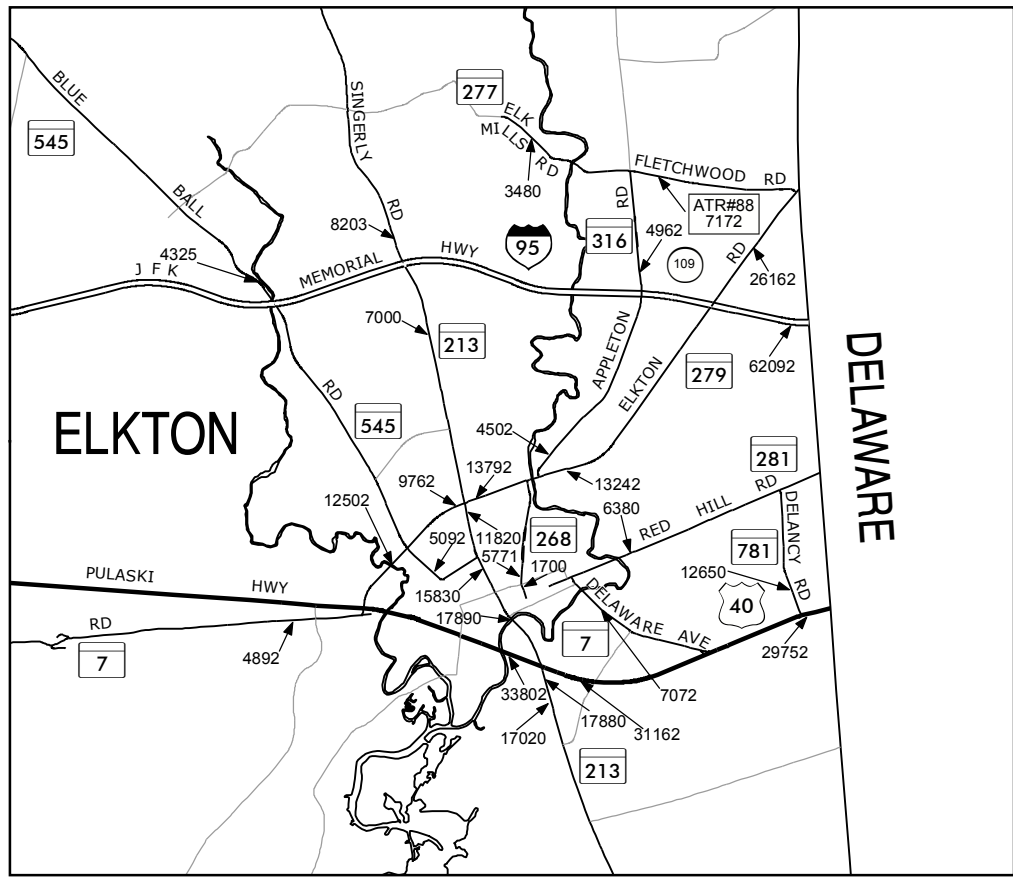 277
ELK
MILLS RD
3480
BLUE
BALL
RD
545
SINGERLY
RD
FLETCHWOOD RD
ATR#88
7172
8203
95
316
RD
4962
109
RD
26162
4325
JFK
MEMORIAL
HWY
7000
213
APPLETON
ELKTON
279
62092
DELAWARE
ELKTON
545
4502
281
9762
13792
13242
6380
RED HILL RD
12502
5092
11820
5771
268
1700
781
DELANCY
RD
12650
40
PULASKI
HWY
15830
17890
DELAWARE AVE
7
29752
RD
7
4892
33802
7072
17880
31162
17020
213